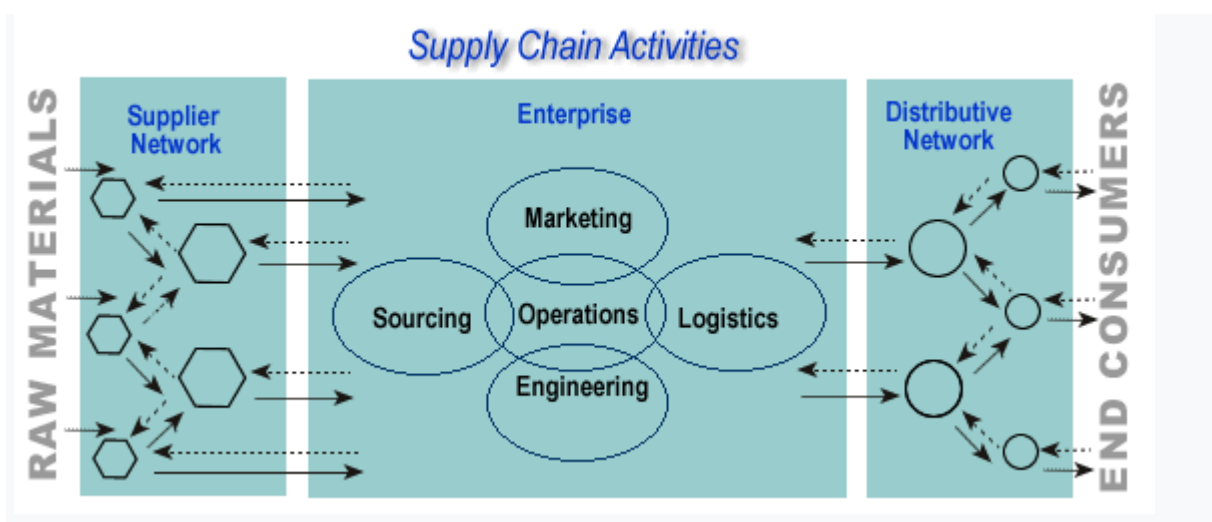 Supply Chain Activities
RAW MATERIALS
Supplier
Network
Enterprise
Marketing
Sourcing
Operations
Logistics
Engineering
Distributive
Network
END CONSUMERS